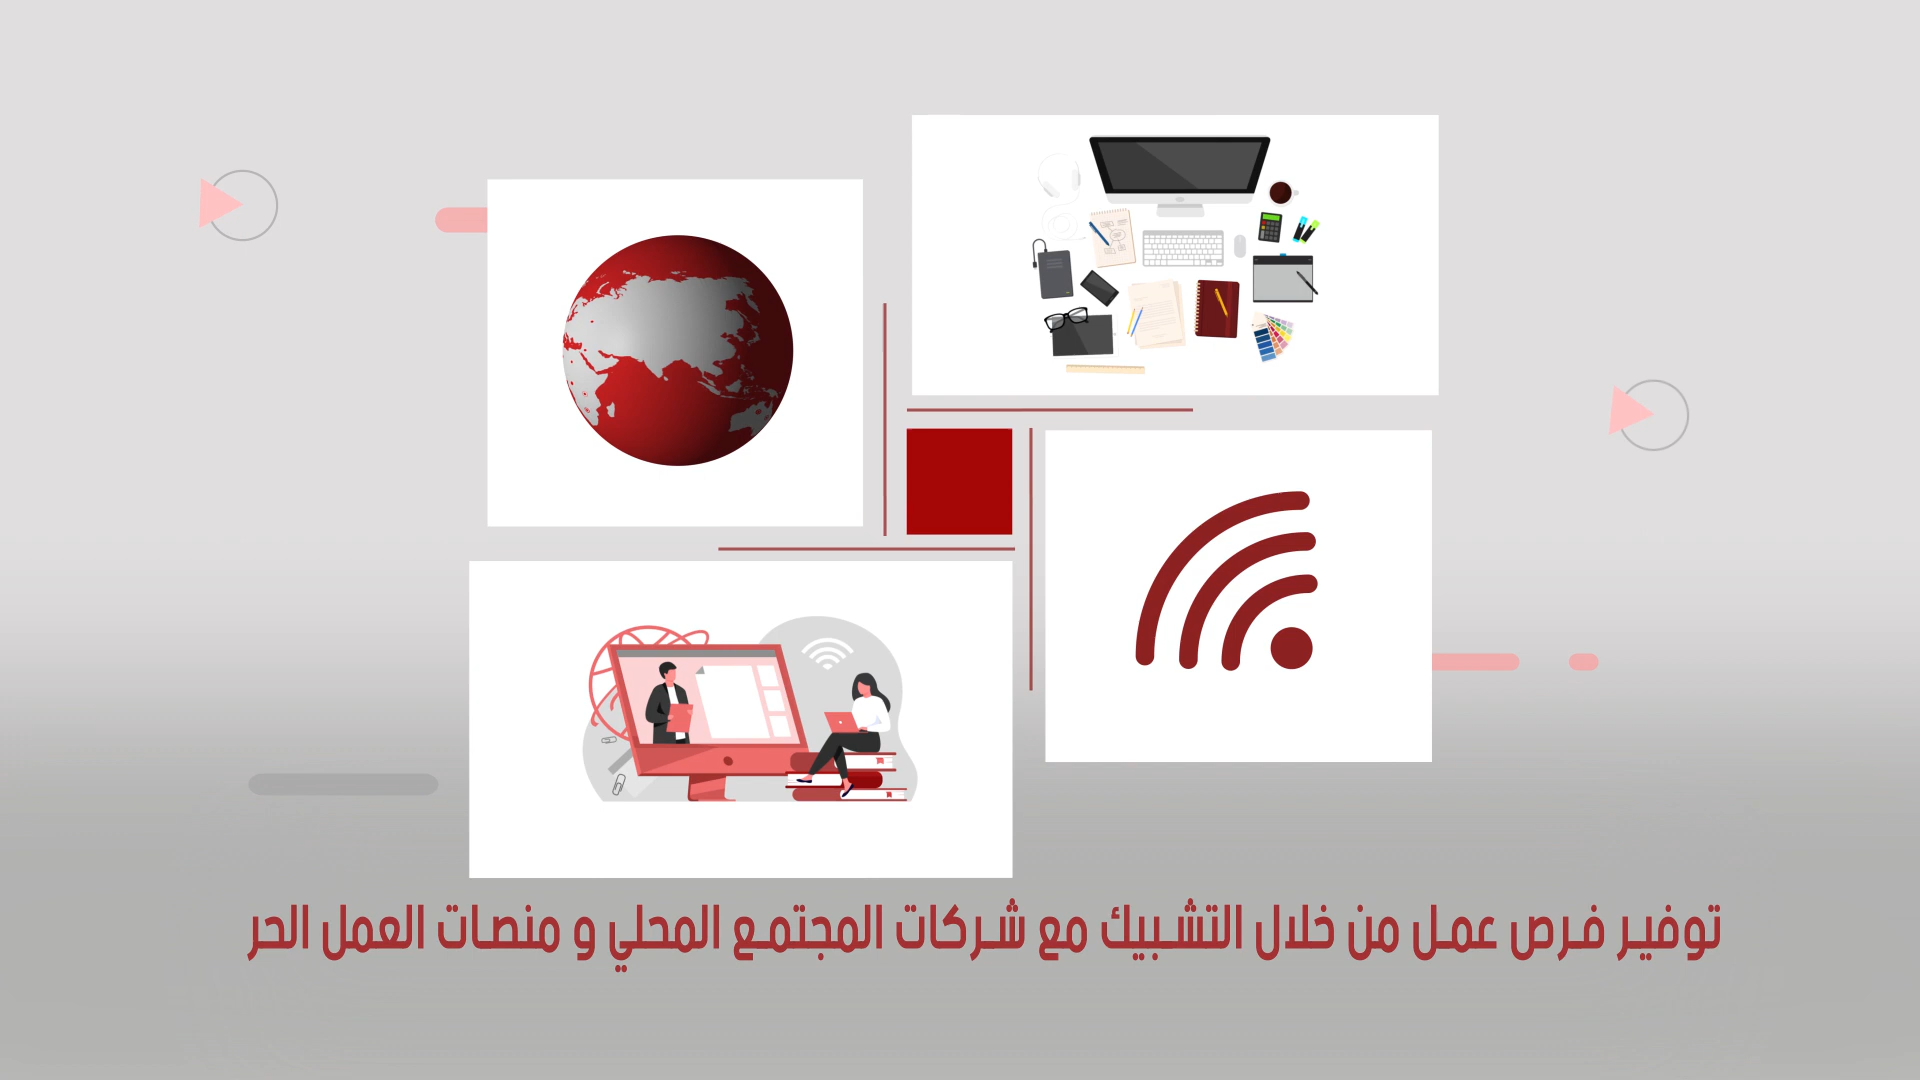 توفير فرص عمل من خلال التشبيك مع شركات المجتمع المحلي و منصات العمل الحر